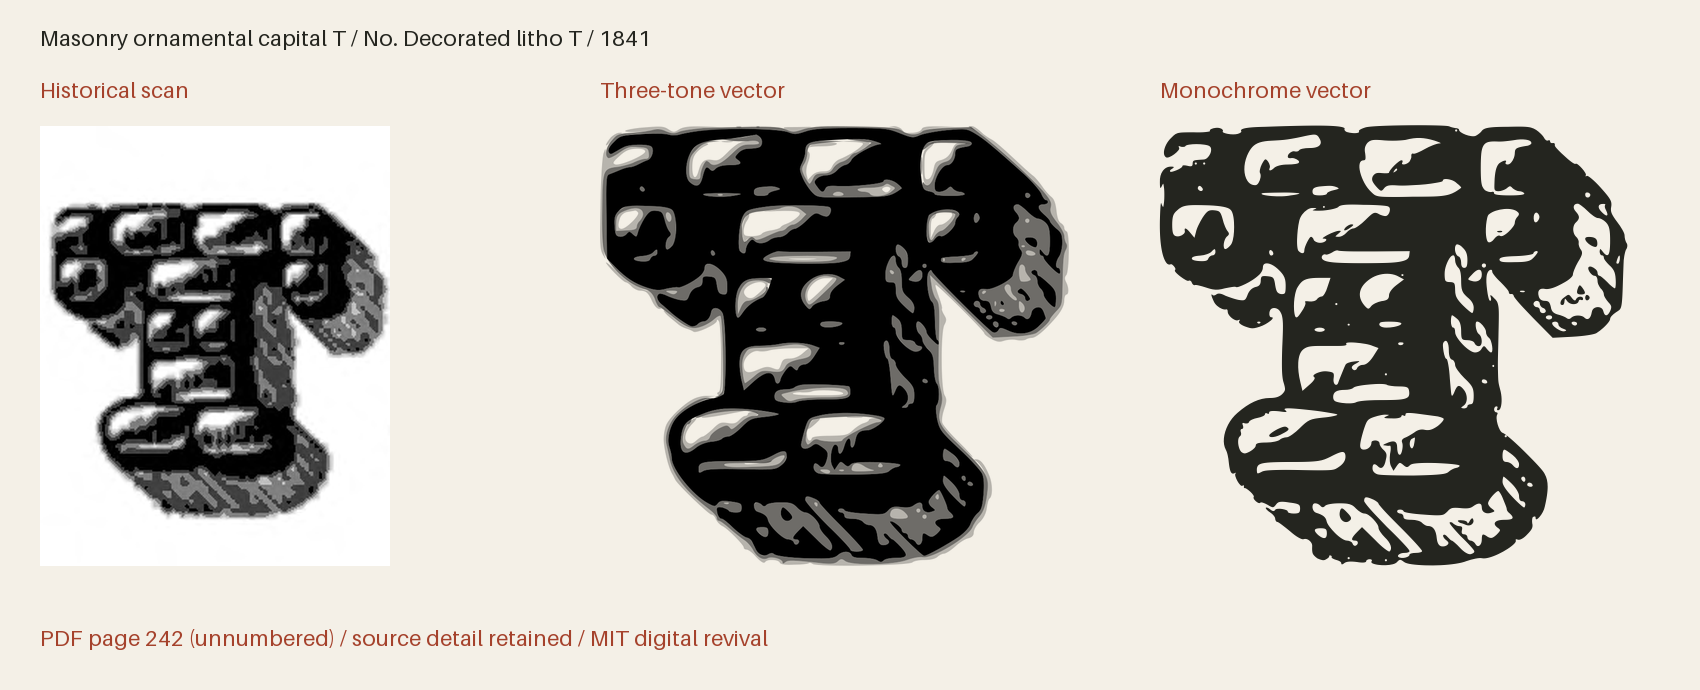 Masonry ornamental capital T / No. Decorated litho T / 1841
Historical scan
Three-tone vector
Monochrome vector
T
T
T
PDF page 242 (unnumbered) / source detail retained / MIT digital revival